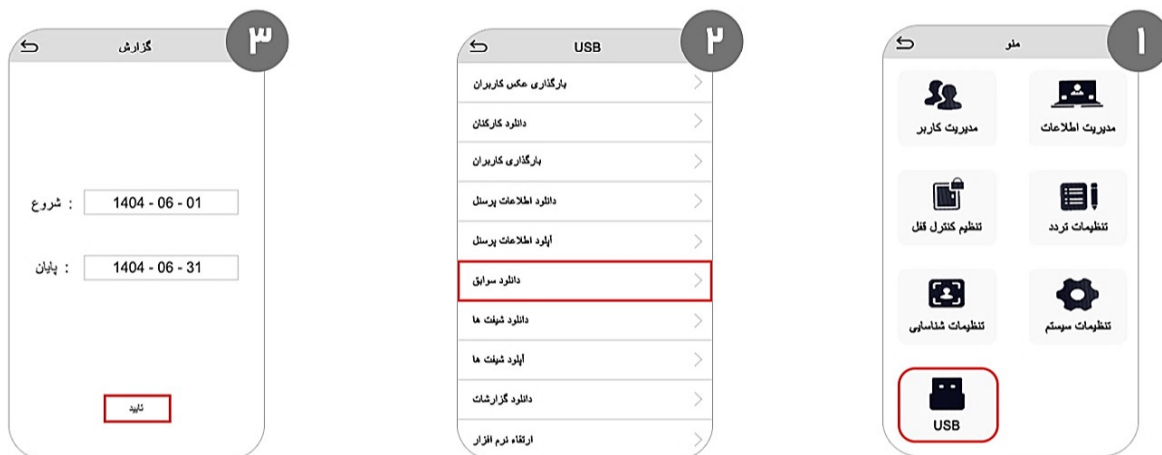 ۱
منو
مدیریت اطلاعات
مدیریت کاربر
تنظیمات تردد
تنظیم کنترل قفل
تنظیمات سیستم
تنظیمات شناسایی
USB
۲
USB
بارگذاری عکس کاربران
دانلود کارکنان
بارگذاری کاربران
دانلود اطلاعات پرسنل
آپلود اطلاعات پرسنل
دانلود سوابق
دانلود شیفت ها
آپلود شیفت ها
دانلود گزارشات
ارتقاء نرم افزار
۳
گزارش
شروع : 1404 - 06 - 01
پایان : 1404 - 06 - 31
تایید